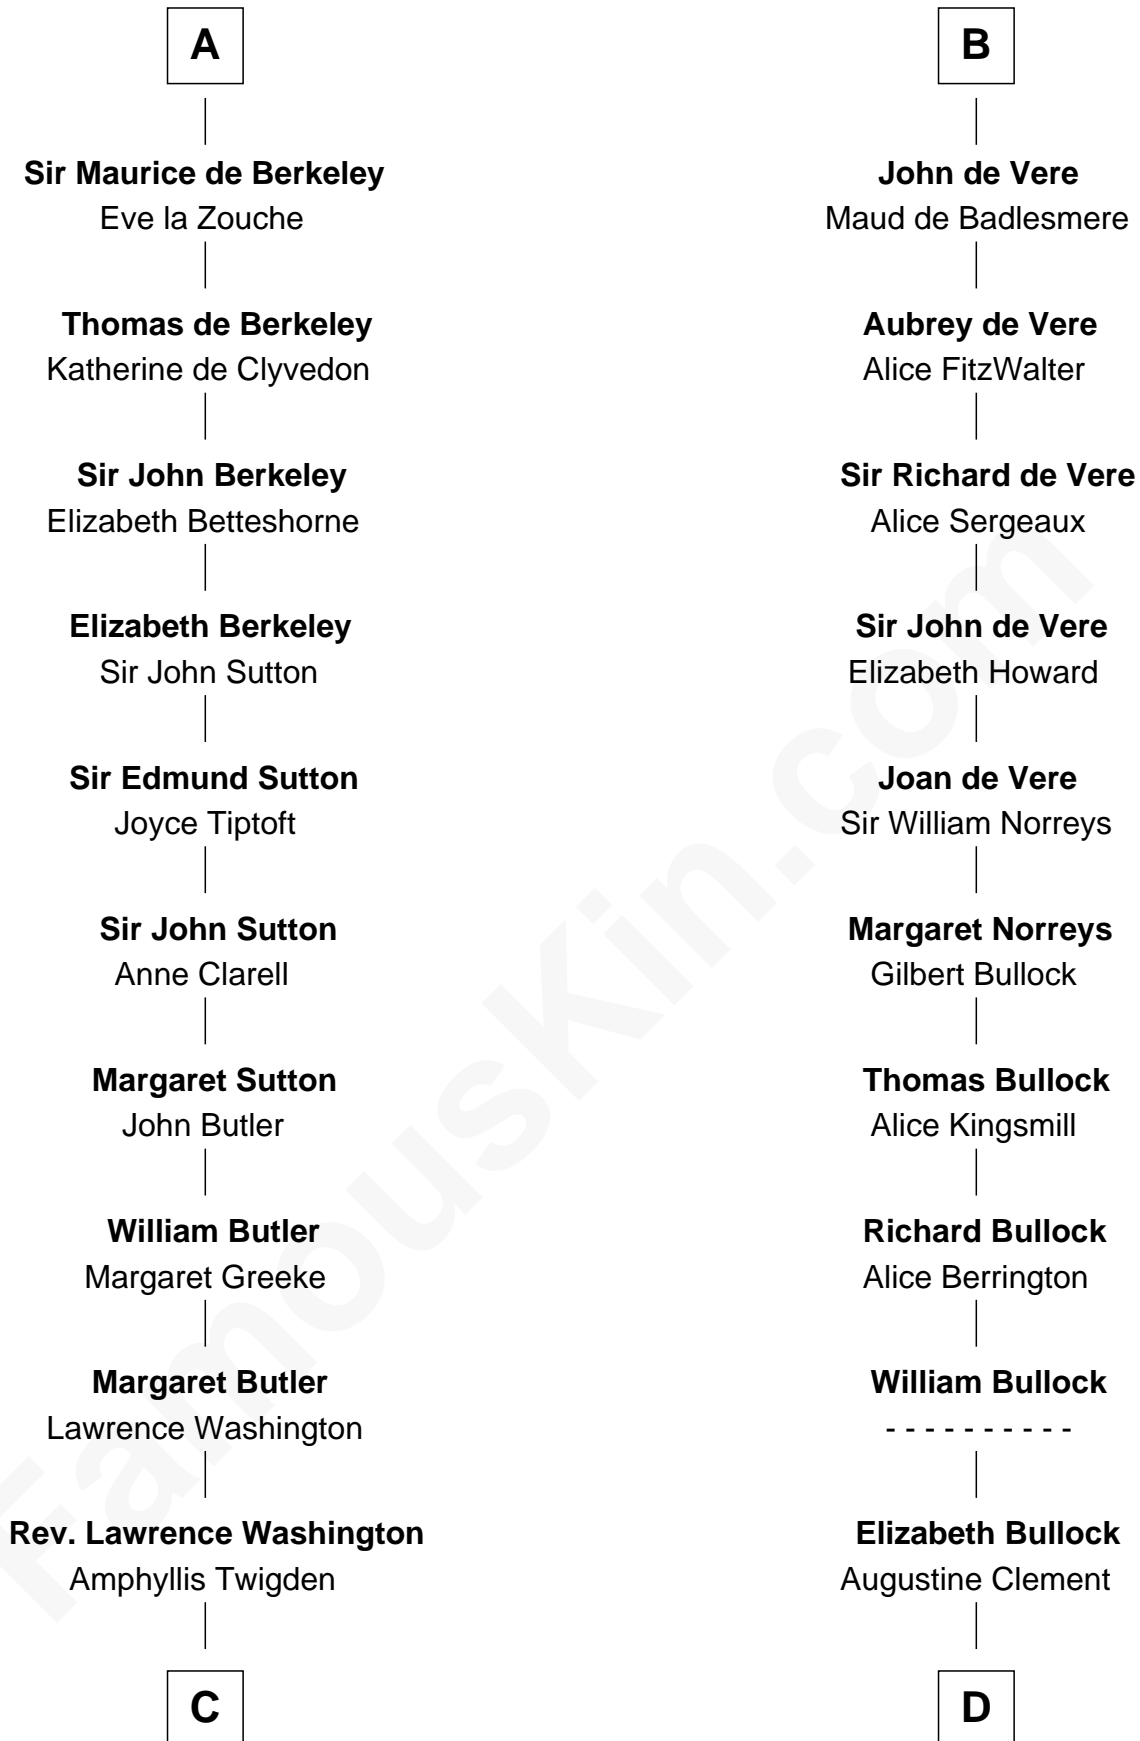 A
Sir Maurice de Berkeley
Eve la Zouche
Thomas de Berkeley
Katherine de Clyvedon
Sir John Berkeley
Elizabeth Betteshorne
Elizabeth Berkeley
Sir John Sutton
Sir Edmund Sutton
Joyce Tiptoft
Sir John Sutton
Anne Clarell
Margaret Sutton
John Butler
William Butler
Margaret Greeke
Margaret Butler
Lawrence Washington
Rev. Lawrence Washington
Amphyllis Twigden
C
B
John de Vere
Maud de Badlesmere
Aubrey de Vere
Alice FitzWalter
Sir Richard de Vere
Alice Sergeaux
Sir John de Vere
Elizabeth Howard
Joan de Vere
Sir William Norreys
Margaret Norreys
Gilbert Bullock
Thomas Bullock
Alice Kingsmill
Richard Bullock
Alice Berrington
William Bullock
- - - - - - - - - -
Elizabeth Bullock
Augustine Clement
D
FamousKin.com